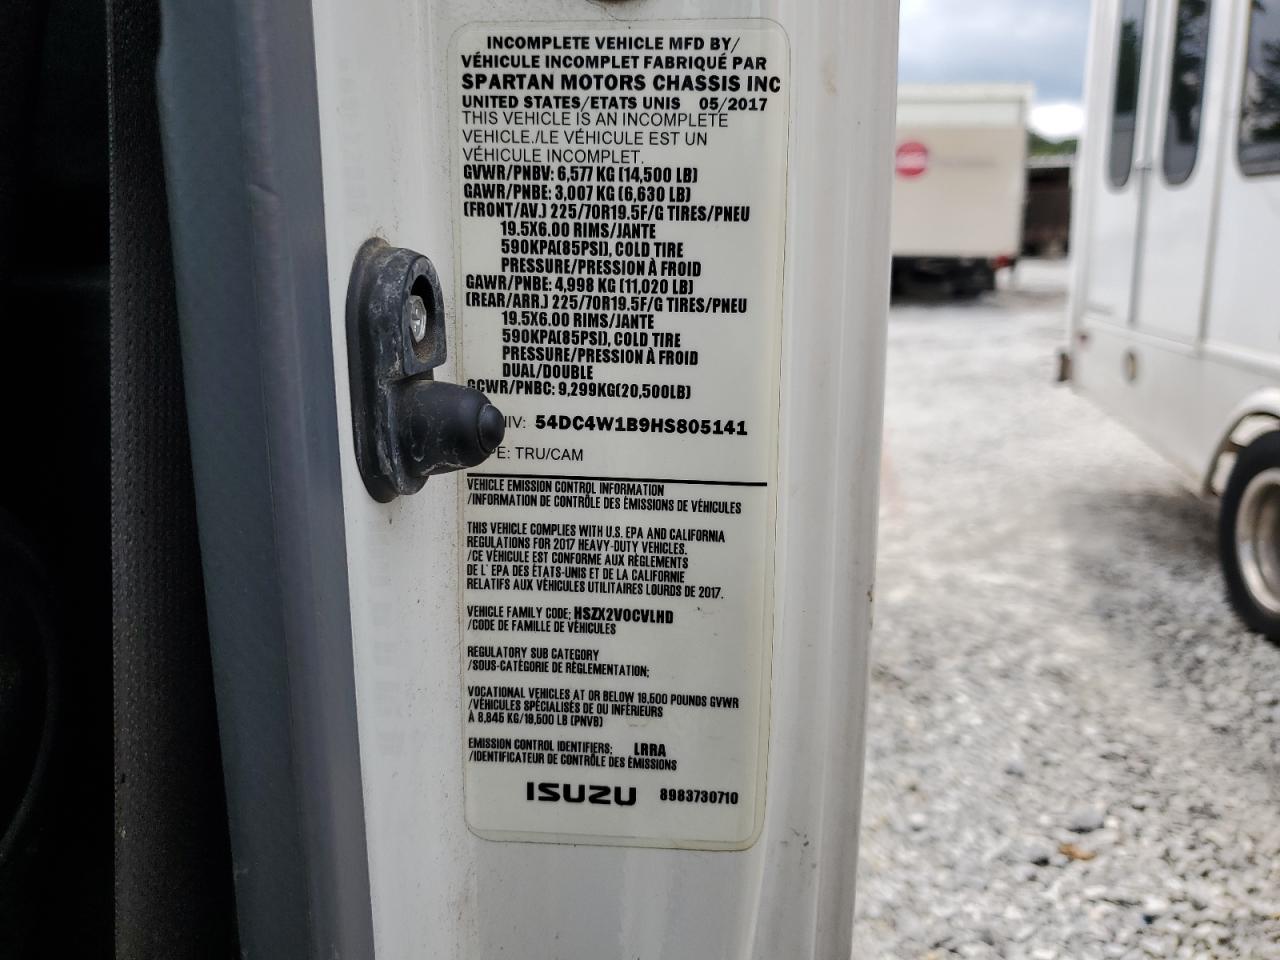 INCOMPLETE VEHICLE MFD BY/
VÉHICULE INCOMPLET FABRIQUÉ PAR
SPARTAN MOTORS CHASSIS INC
UNITED STATES/ETATS UNIS 05/2017
THIS VEHICLE IS AN INCOMPLETE
VEHICLE./LE VÉHICULE EST UN
VÉHICULE INCOMPLET.
GVWR/PNBV: 6,577 KG (14,500 LB)
GAWR/PNBE: 3,007 KG (6,630 LB)
(FRONT/AV.) 225/70R19.5F/G TIRES/PNEU
19.5X6.00 RIMS/JANTE
590KPA(85PSI), COLD TIRE
PRESSURE/PRESSION À FROID
GAWR/PNBE: 4,998 KG (11,020 LB)
(REAR/ARR.) 225/70R19.5F/G TIRES/PNEU
19.5X6.00 RIMS/JANTE
590KPA(85PSI), COLD TIRE
PRESSURE/PRESSION À FROID
DUAL/DOUBLE
GCWR/PNBC: 9,299KG(20,500LB)
NIV: 54DC4W1B9HS805141
PE: TRU/CAM
VEHICLE EMISSION CONTROL INFORMATION
/INFORMATION DE CONTRÔLE DES ÉMISSIONS DE VÉHICULES
THIS VEHICLE COMPLIES WITH U.S. EPA AND CALIFORNIA
REGULATIONS FOR 2017 HEAVY-DUTY VEHICLES.
/CE VÉHICULE EST CONFORME AUX RÈGLEMENTS
DE L' EPA DES ÉTATS-UNIS ET DE LA CALIFORNIE
RELATIFS AUX VÉHICULES UTILITAIRES LOURDS DE 2017.
VEHICLE FAMILY CODE; HSZX2VOCVLHD
/CODE DE FAMILLE DE VÉHICULES
REGULATORY SUB CATEGORY
/SOUS-CATÉGORIE DE RÉGLEMENTATION;
VOCATIONAL VEHICLES AT OR BELOW 19,500 POUNDS GVWR
/VÉHICULES SPÉCIALISÉS DE OU INFÉRIEURS
À 8,845 KG/19,500 LB (PNVB)
EMISSION CONTROL IDENTIFIERS: LRRA
/IDENTIFICATEUR DE CONTRÔLE DES ÉMISSIONS
ISUZU 8983730710